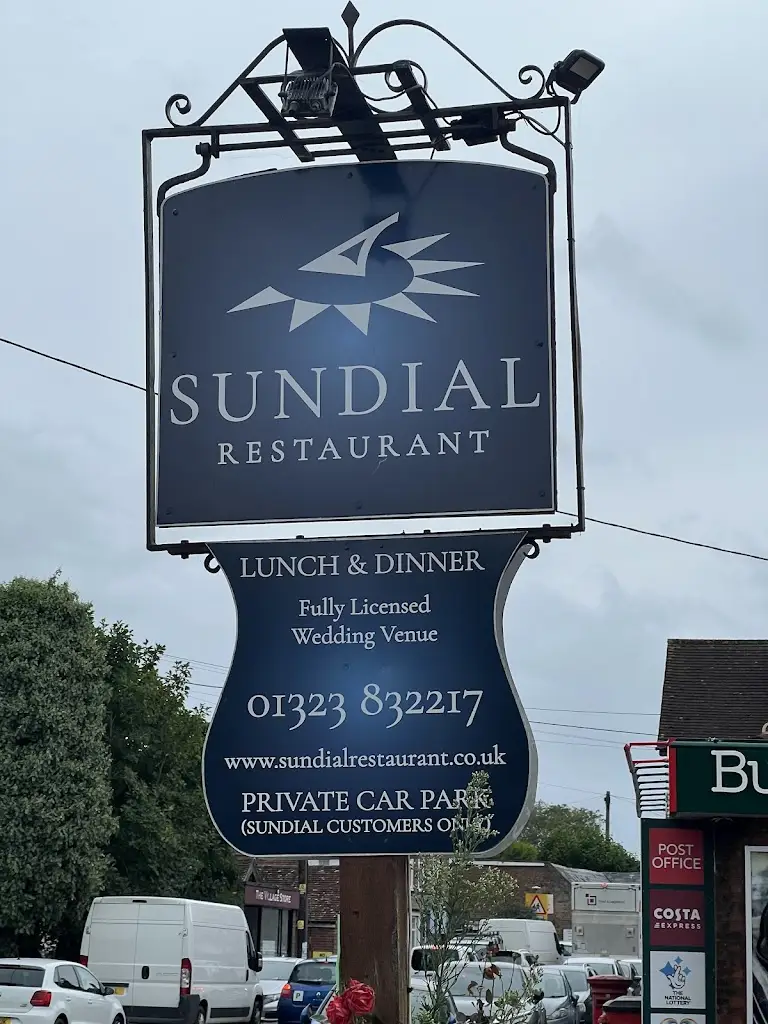 SUNDIAL
RESTAURANT
LUNCH & DINNER
Fully Licensed
Wedding Venue
01323 832217
www.sundialrestaurant.co.uk
PRIVATE CAR PARK
(SUNDIAL CUSTOMERS ONLY)
THE VILLAGE STORE
Bu
POST
OFFICE
COSTA
EXPRESS
THE
NATIONAL
LOTTERY